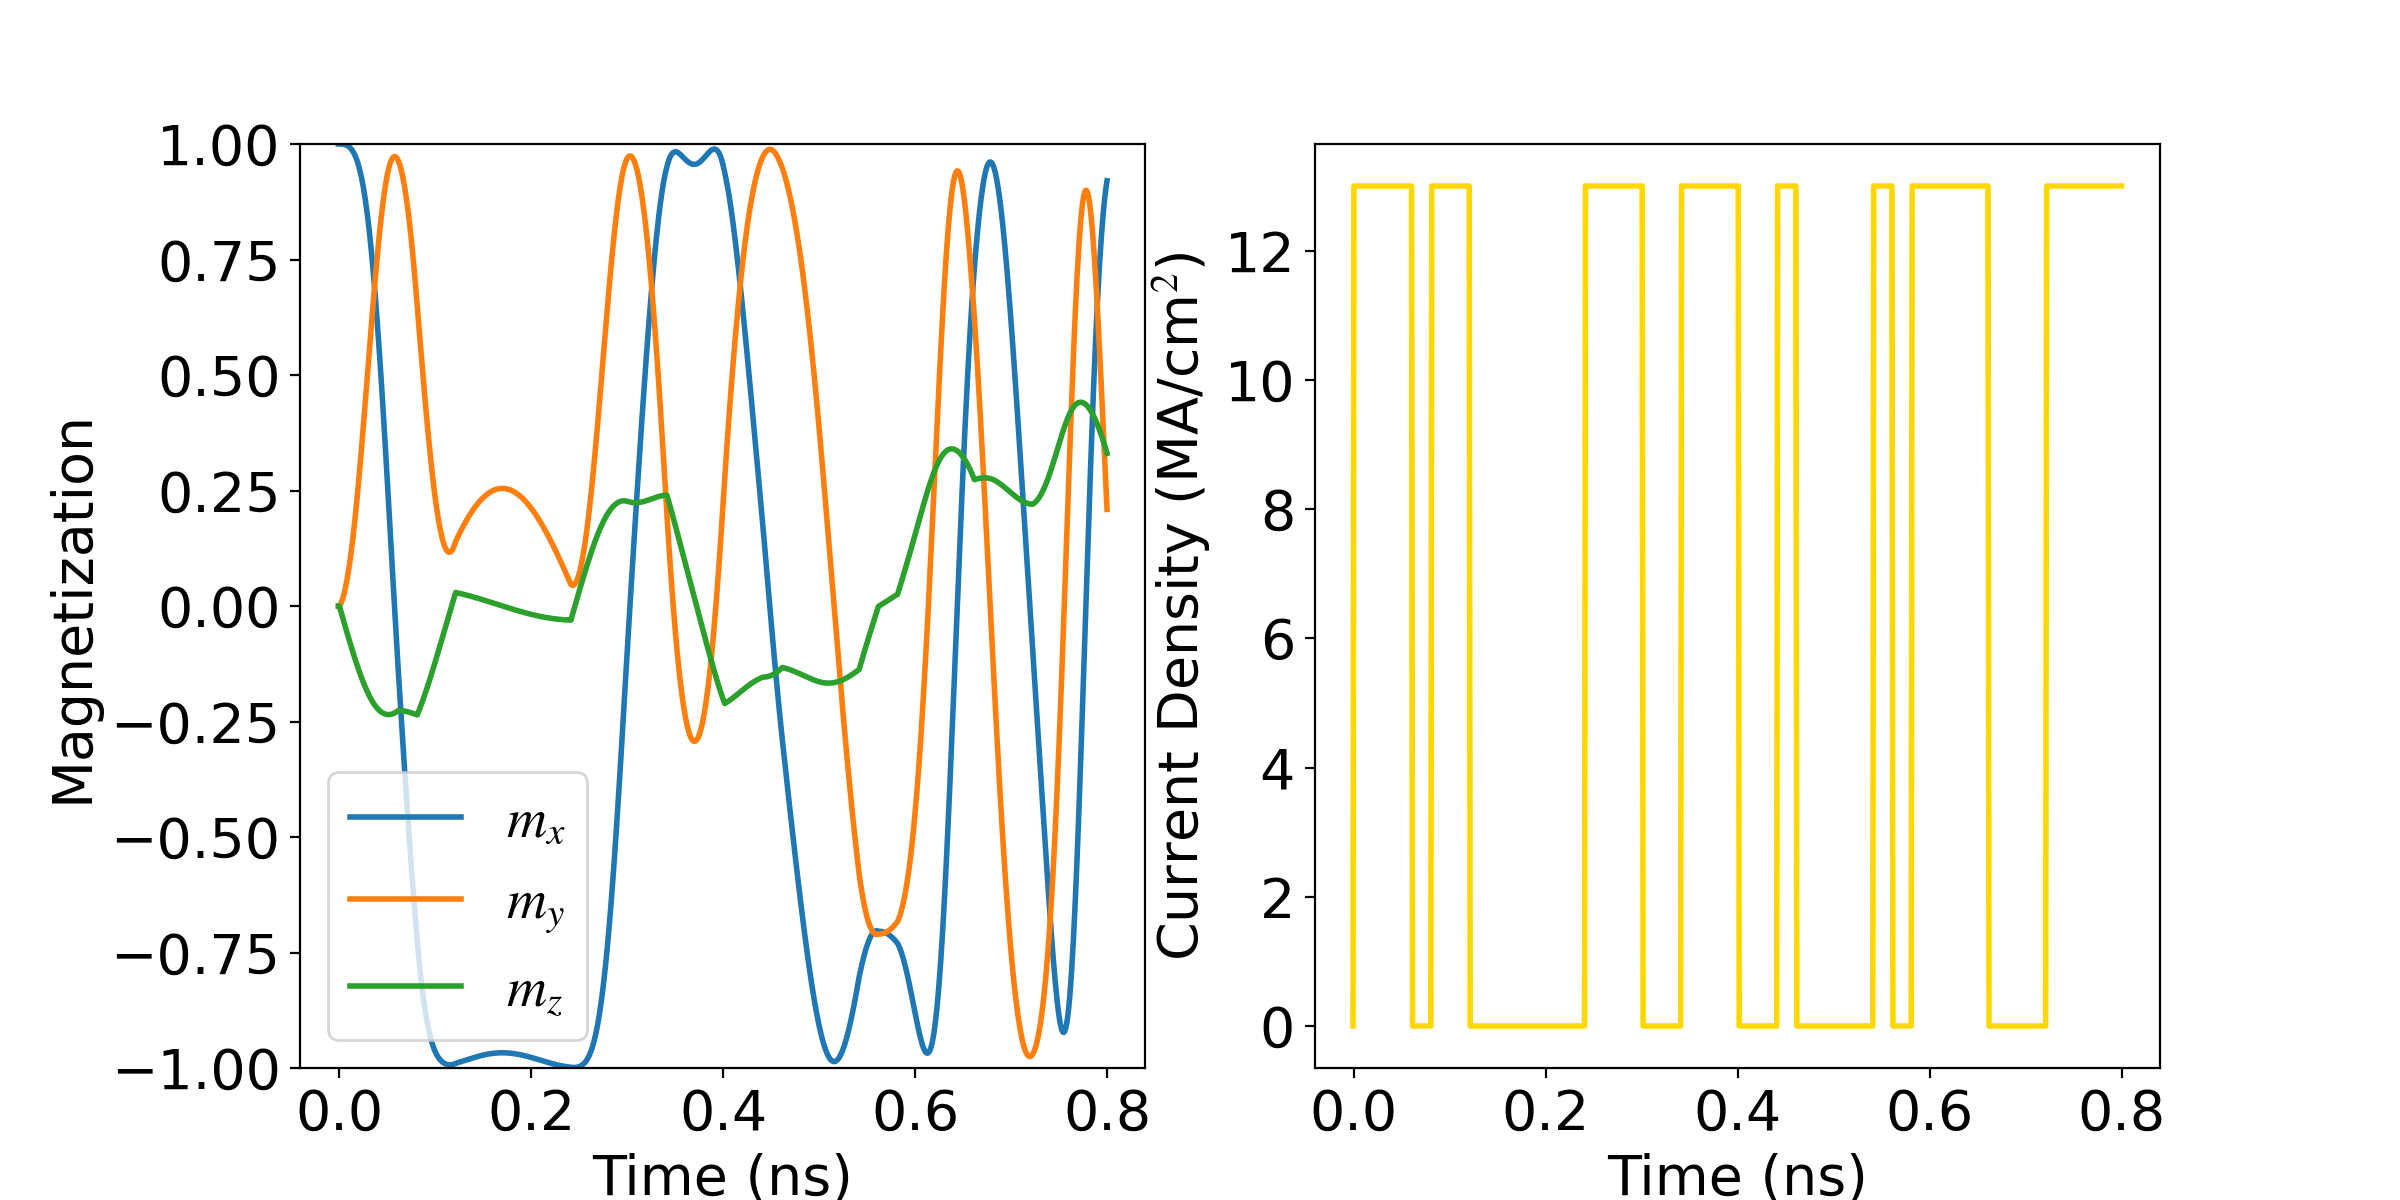 Magnetization
1.00
0.75
0.50
0.25
0.00
−0.25
−0.50
−0.75
−1.00
m_x
m_y
m_z
0.0 0.2 0.4 0.6 0.8
Time (ns)
Current Density (MA/cm²)
12
10
8
6
4
2
0
0.0 0.2 0.4 0.6 0.8
Time (ns)